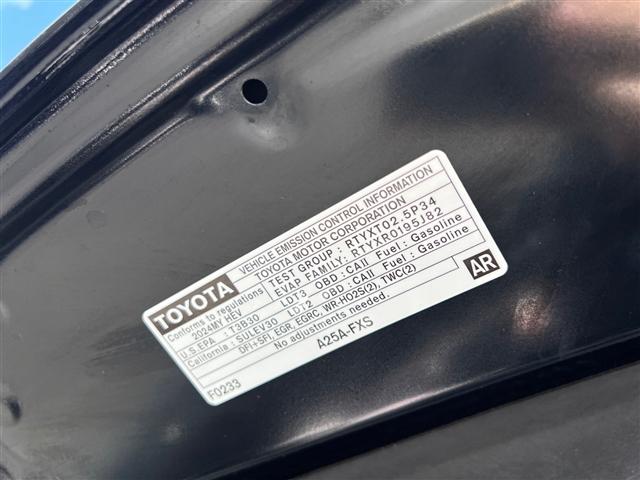 TOYOTA
VEHICLE EMISSION CONTROL INFORMATION
TOYOTA MOTOR CORPORATION
Conforms to regulations
2024MY HEV
TEST GROUP : RTYXT02.5P34
EVAP FAMILY: RTYXR0195J82
U.S.EPA : T3B30 LDT3 OBD : CAII Fuel: Gasoline
California : SULEV30 LDT2 OBD : CAII Fuel: Gasoline
DFI+SFI, EGR, EGRC, WR-HO2S(2), TWC(2)
No adjustments needed.
AR
F0233
A25A-FXS